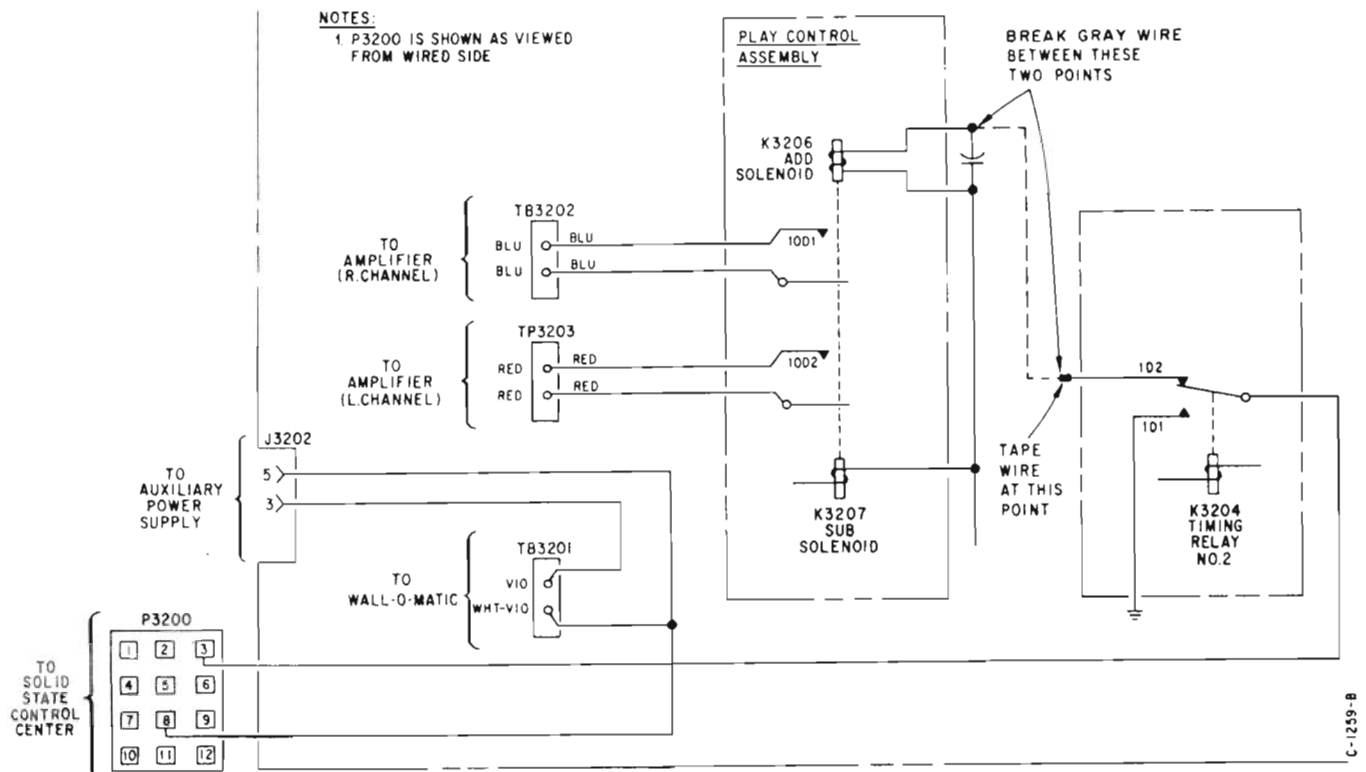 NOTES:
1. P3200 IS SHOWN AS VIEWED
FROM WIRED SIDE
PLAY CONTROL
ASSEMBLY
BREAK GRAY WIRE
BETWEEN THESE
TWO POINTS
K3206
ADD
SOLENOID
TB3202
TO
AMPLIFIER
(R.CHANNEL)
BLU
BLU
BLU
BLU
10D1
TP3203
TO
AMPLIFIER
(L.CHANNEL)
RED
RED
RED
RED
10D2
1D2
1D1
TAPE
WIRE
AT THIS
POINT
K3204
TIMING
RELAY
NO.2
J3202
TO
AUXILIARY
POWER
SUPPLY
5
3
K3207
SUB
SOLENOID
TB3201
TO
WALL-O-MATIC
VIO
WHT-VIO
P3200
TO
SOLID
STATE
CONTROL
CENTER
1 2 3
4 5 6
7 8 9
10 11 12
C-1259-B